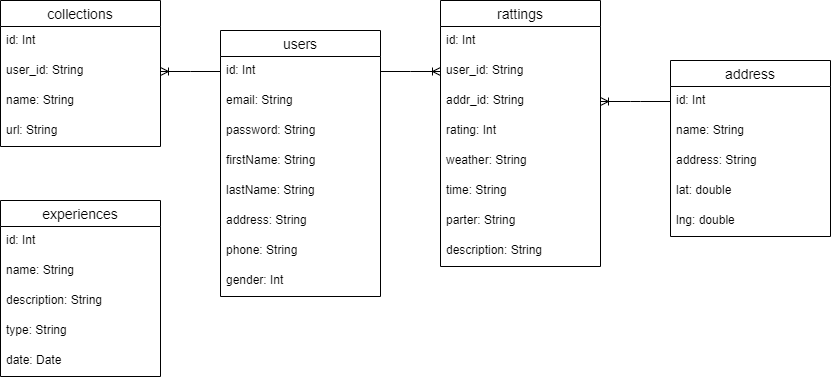 collections
id: Int
user_id: String
name: String
url: String
experiences
id: Int
name: String
description: String
type: String
date: Date
users
id: Int
email: String
password: String
firstName: String
lastName: String
address: String
phone: String
gender: Int
rattings
id: Int
user_id: String
addr_id: String
rating: Int
weather: String
time: String
parter: String
description: String
address
id: Int
name: String
address: String
lat: double
lng: double